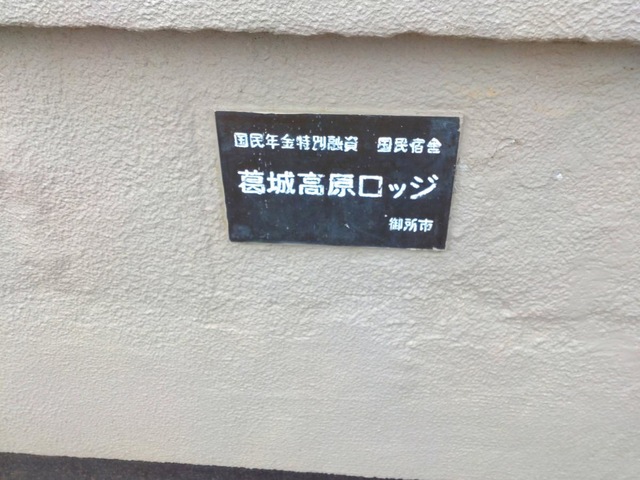 国民年金特別融資 国民宿舍
葛城高原ロッジ
御所市